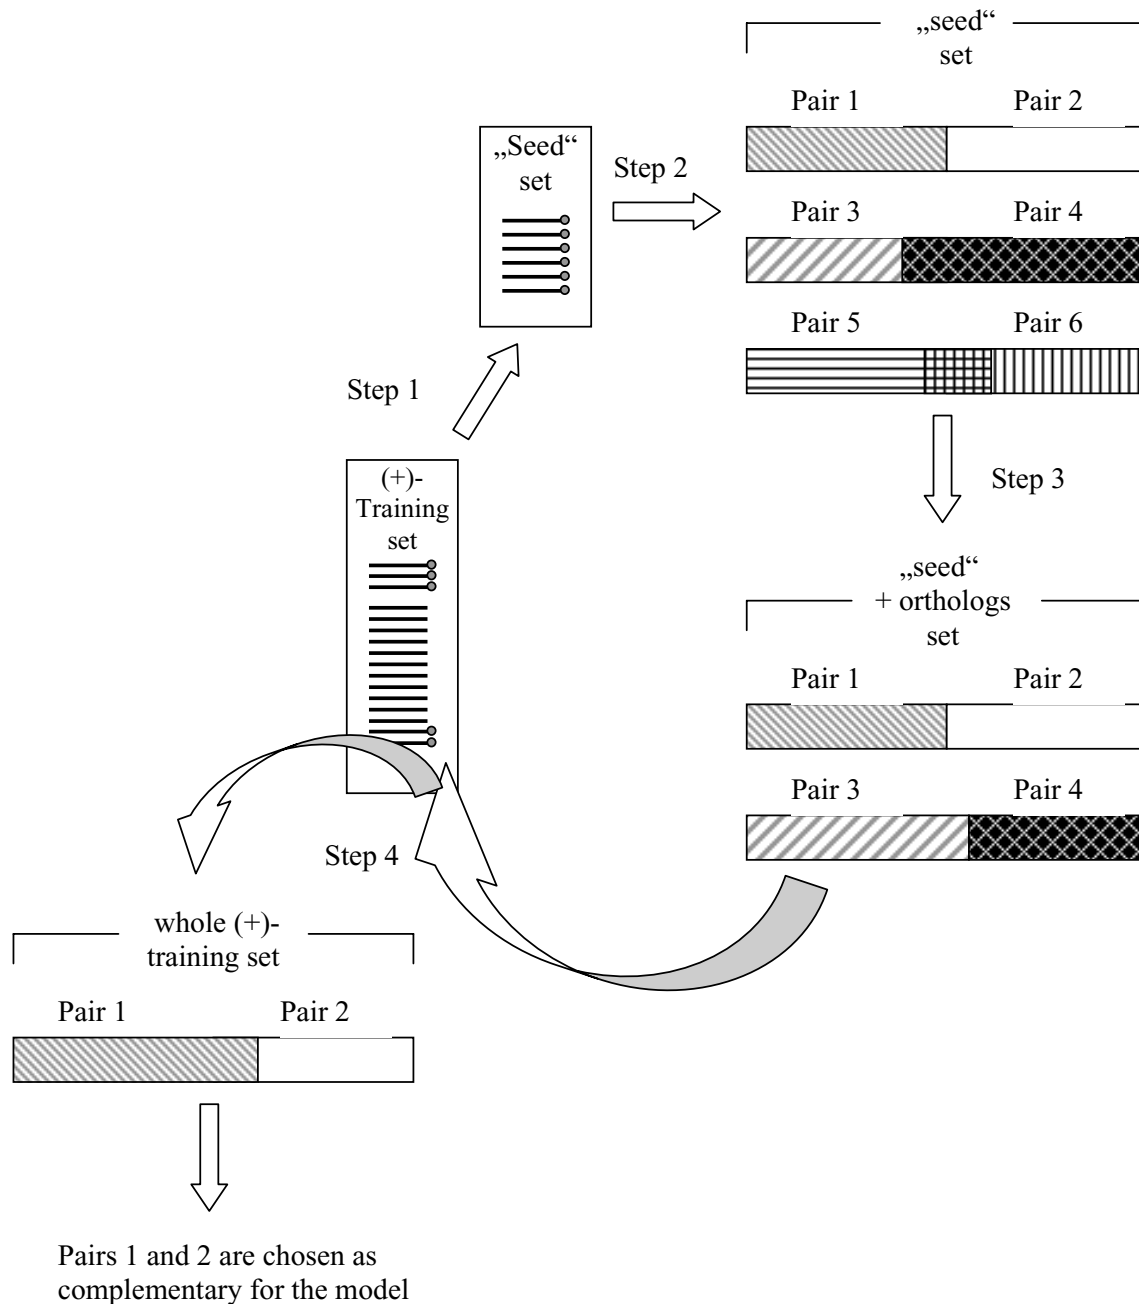 „seed“
set
Pair 1 Pair 2
„Seed“
set
Step 2
Pair 3 Pair 4
Pair 5 Pair 6
Step 1
Step 3
(+)-
Training
set
„seed“
+ orthologs
set
Pair 1 Pair 2
Pair 3 Pair 4
Step 4
whole (+)-
training set
Pair 1 Pair 2
Pairs 1 and 2 are chosen as
complementary for the model